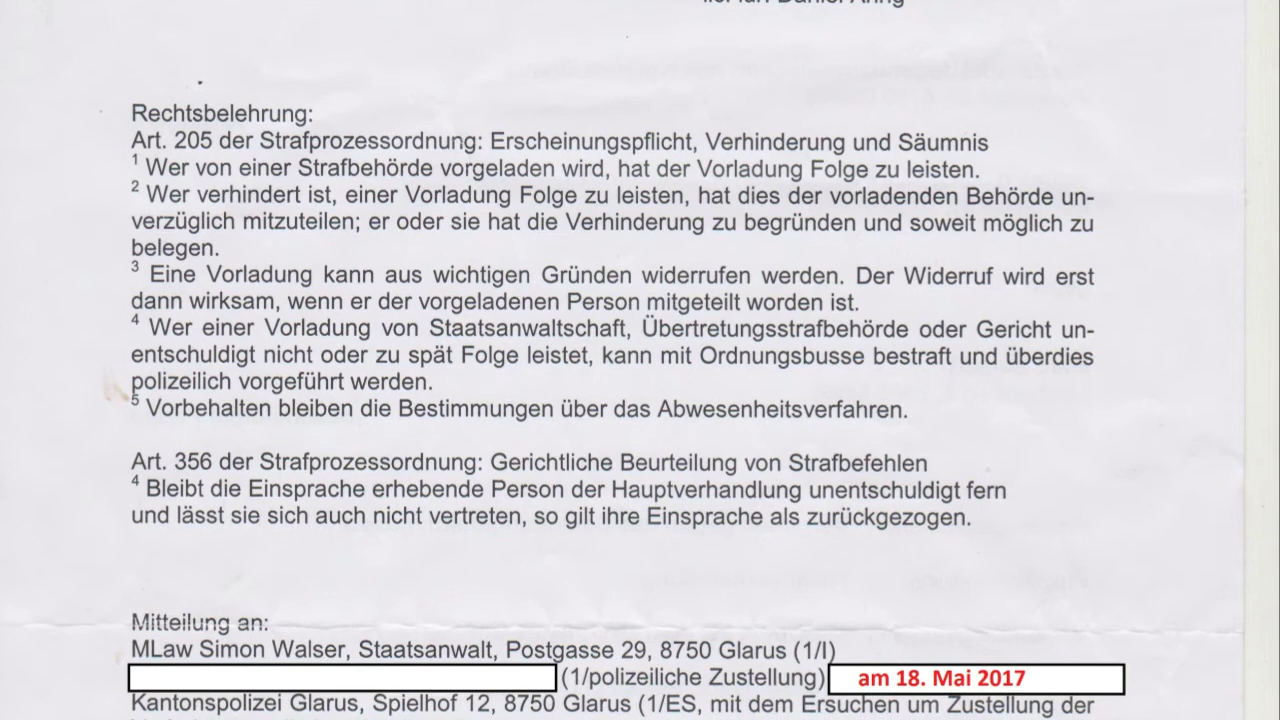 Rechtsbelehrung:
Art. 205 der Strafprozessordnung: Erscheinungspflicht, Verhinderung und Säumnis
1 Wer von einer Strafbehörde vorgeladen wird, hat der Vorladung Folge zu leisten.
2 Wer verhindert ist, einer Vorladung Folge zu leisten, hat dies der vorladenden Behörde un-
verzüglich mitzuteilen; er oder sie hat die Verhinderung zu begründen und soweit möglich zu
belegen.
3 Eine Vorladung kann aus wichtigen Gründen widerrufen werden. Der Widerruf wird erst
dann wirksam, wenn er der vorgeladenen Person mitgeteilt worden ist.
4 Wer einer Vorladung von Staatsanwaltschaft, Übertretungsstrafbehörde oder Gericht un-
entschuldigt nicht oder zu spät Folge leistet, kann mit Ordnungsbusse bestraft und überdies
polizeilich vorgeführt werden.
5 Vorbehalten bleiben die Bestimmungen über das Abwesenheitsverfahren.
Art. 356 der Strafprozessordnung: Gerichtliche Beurteilung von Strafbefehlen
4 Bleibt die Einsprache erhebende Person der Hauptverhandlung unentschuldigt fern
und lässt sie sich auch nicht vertreten, so gilt ihre Einsprache als zurückgezogen.
Mitteilung an:
MLaw Simon Walser, Staatsanwalt, Postgasse 29, 8750 Glarus (1/I)
(1/polizeiliche Zustellung) am 18. Mai 2017
Kantonspolizei Glarus, Spielhof 12, 8750 Glarus (1/ES, mit dem Ersuchen um Zustellung der